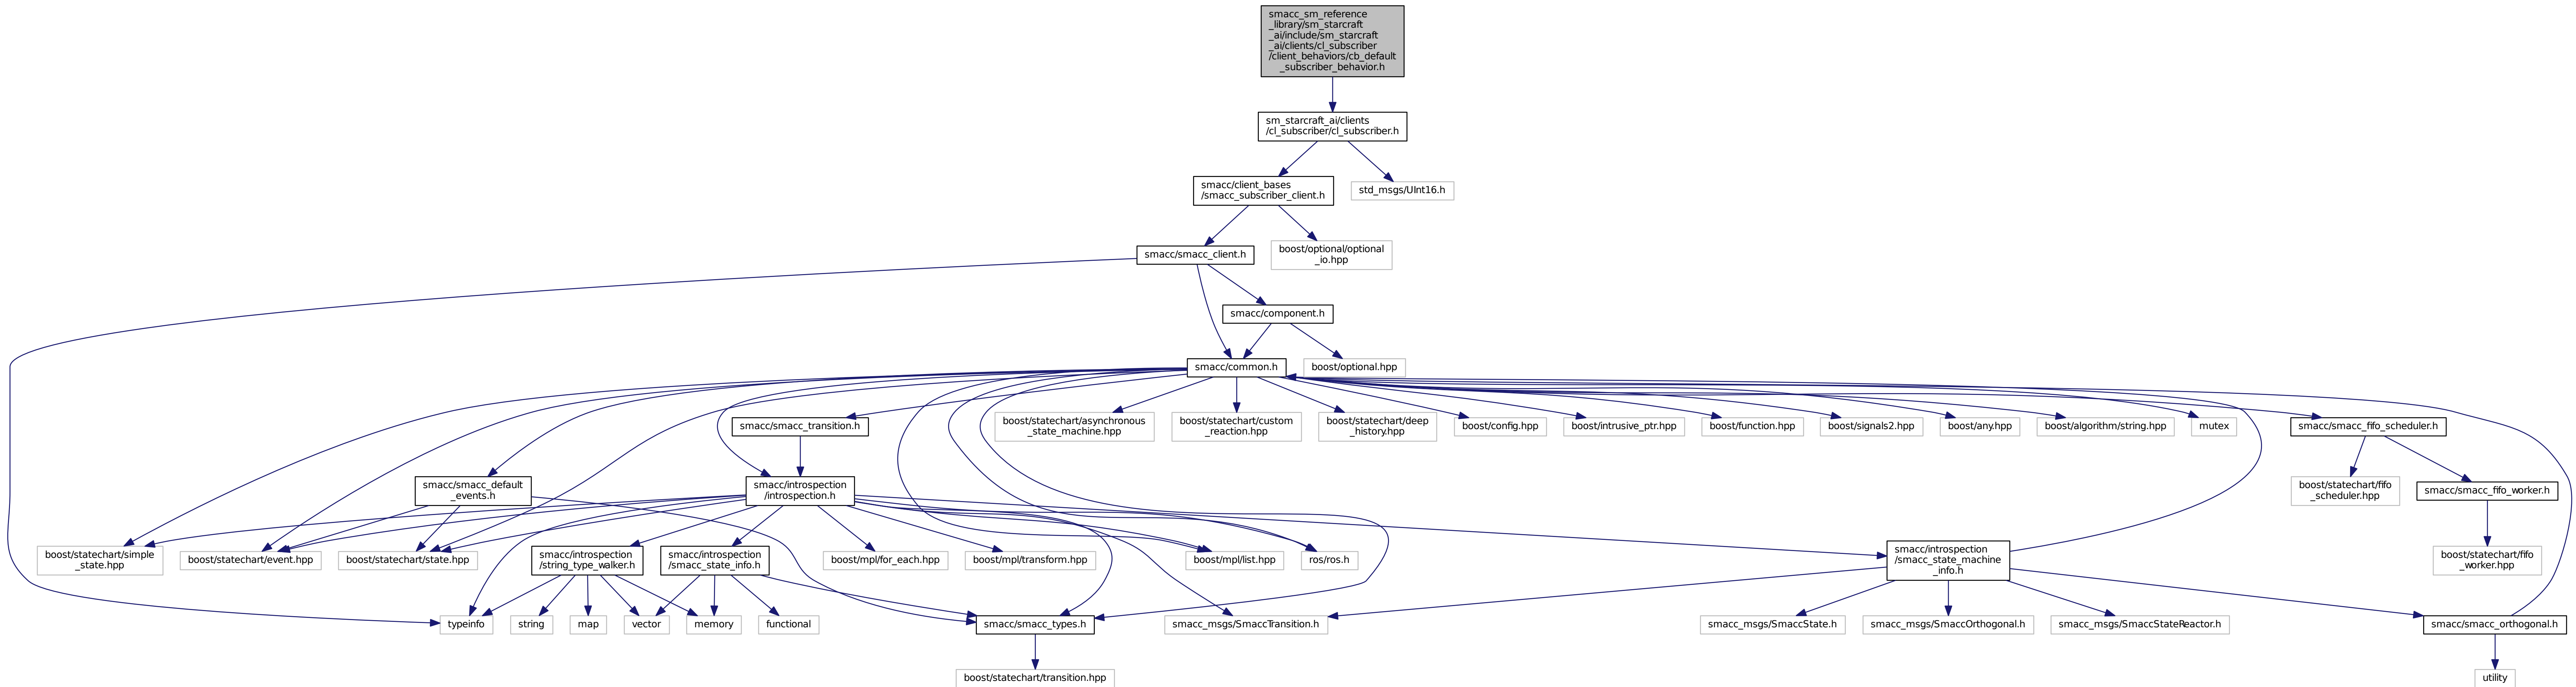 smacc_sm_reference
_library/sm_starcraft
_ai/include/sm_starcraft
_ai/clients/cl_subscriber
/client_behaviors/cb_default
_subscriber_behavior.h
sm_starcraft_ai/clients
/cl_subscriber/cl_subscriber.h
smacc/client_bases
/smacc_subscriber_client.h
std_msgs/UInt16.h
smacc/smacc_client.h
boost/optional/optional
_io.hpp
smacc/component.h
smacc/common.h
boost/optional.hpp
smacc/smacc_transition.h
boost/statechart/asynchronous
_state_machine.hpp
boost/statechart/custom
_reaction.hpp
boost/statechart/deep
_history.hpp
boost/config.hpp
boost/intrusive_ptr.hpp
boost/function.hpp
boost/signals2.hpp
boost/any.hpp
boost/algorithm/string.hpp
mutex
smacc/smacc_fifo_scheduler.h
smacc/smacc_default
_events.h
smacc/introspection
/introspection.h
boost/statechart/fifo
_scheduler.hpp
smacc/smacc_fifo_worker.h
boost/statechart/simple
_state.hpp
boost/statechart/event.hpp
boost/statechart/state.hpp
smacc/introspection
/string_type_walker.h
smacc/introspection
/smacc_state_info.h
boost/mpl/for_each.hpp
boost/mpl/transform.hpp
boost/mpl/list.hpp
ros/ros.h
smacc/introspection
/smacc_state_machine
_info.h
boost/statechart/fifo
_worker.hpp
typeinfo
string
map
vector
memory
functional
smacc/smacc_types.h
smacc_msgs/SmaccTransition.h
smacc_msgs/SmaccState.h
smacc_msgs/SmaccOrthogonal.h
smacc_msgs/SmaccStateReactor.h
smacc/smacc_orthogonal.h
boost/statechart/transition.hpp
utility